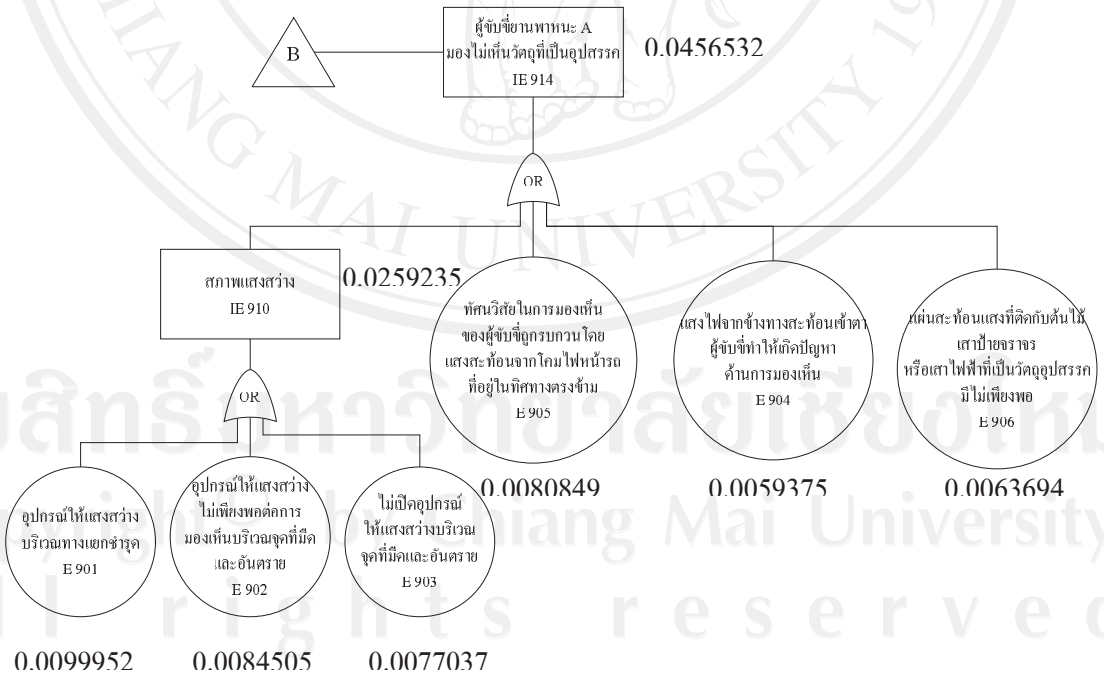 ผู้ขับขี่ยานพาหนะ A
มองไม่เห็นวัตถุที่เป็นอุปสรรค
IE 914
0.0456532
B
OR
สภาพแสงสว่าง
IE 910
0.0259235
ทัศนวิสัยในการมองเห็น
ของผู้ขับขี่ถูกรบกวนโดย
แสงสะท้อนจากโคมไฟหน้ารถ
ที่อยู่ในทิศทางตรงข้าม
E 905
0.0080849
แสงไฟจากข้างทางสะท้อนเข้าตา
ผู้ขับขี่ทำให้เกิดปัญหา
ด้านการมองเห็น
E 904
0.0059375
แผ่นสะท้อนแสงที่ติดกับต้นไม้
เสาป้ายจราจร
หรือเสาไฟฟ้าที่เป็นวัตถุอุปสรรค
มีไม่เพียงพอ
E 906
0.0063694
OR
อุปกรณ์ให้แสงสว่าง
บริเวณทางแยกชำรุด
E 901
0.0099952
อุปกรณ์ให้แสงสว่าง
ไม่เพียงพอต่อการ
มองเห็นบริเวณจุดที่มืด
และอันตราย
E 902
0.0084505
ไม่เปิดอุปกรณ์
ให้แสงสว่างบริเวณ
จุดที่มืดและอันตราย
E 903
0.0077037
CHIANG MAI UNIVERSITY 19
by Chiang Mai University
rights reserved